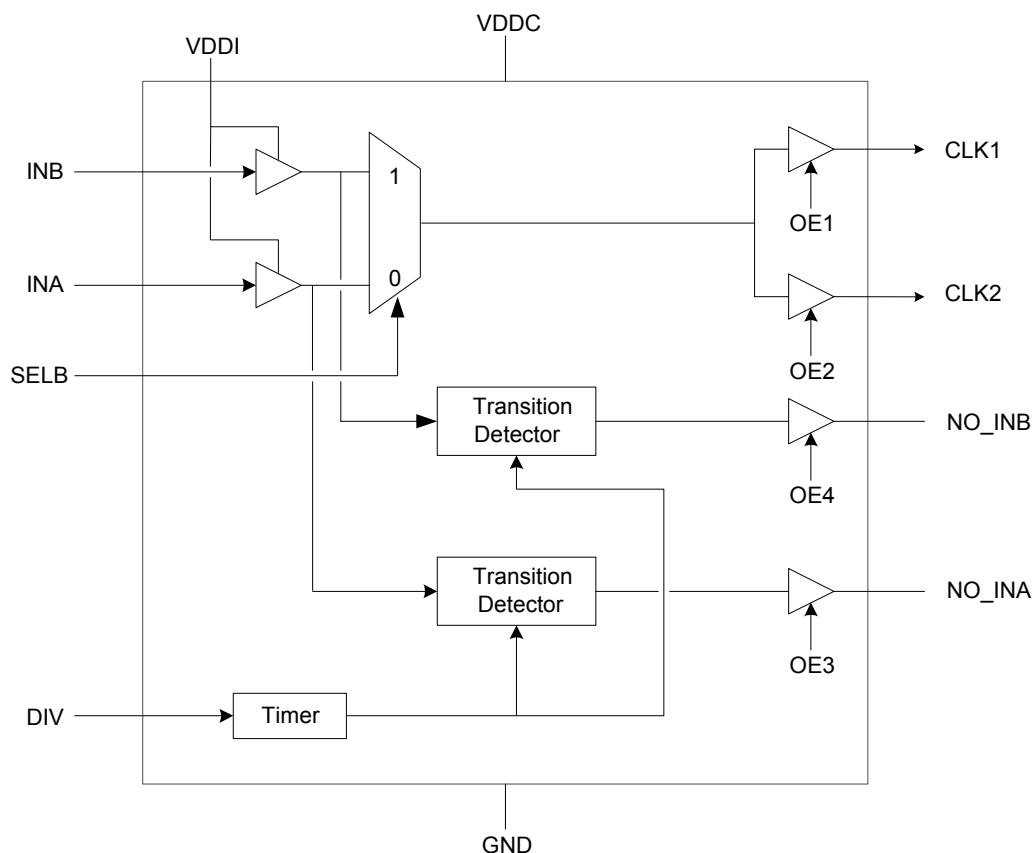 VDDC
VDDI
INB
1
CLK1
OE1
INA
0
CLK2
SELB
OE2
Transition
Detector
NO_INB
OE4
Transition
Detector
NO_INA
OE3
DIV
Timer
GND